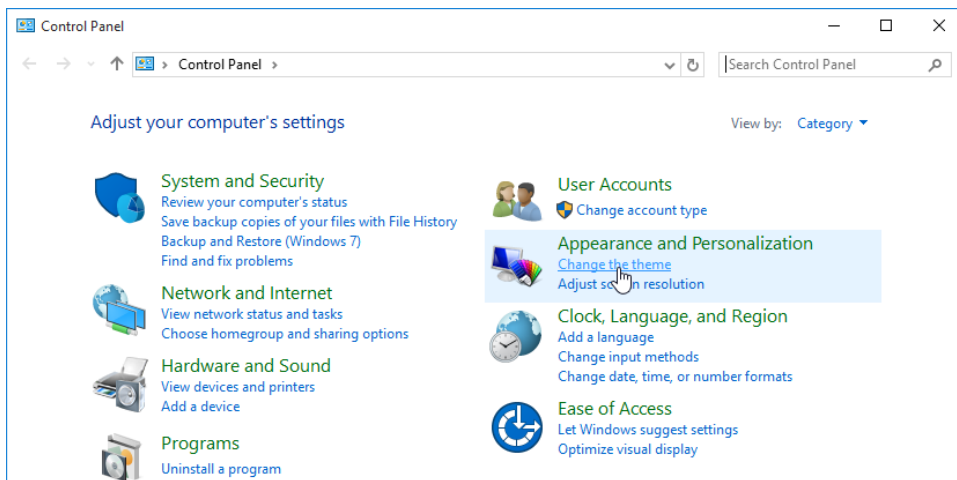 Control Panel
Control Panel
Search Control Panel
Adjust your computer's settings
View by: Category
System and Security
Review your computer's status
Save backup copies of your files with File History
Backup and Restore (Windows 7)
Find and fix problems
Network and Internet
View network status and tasks
Choose homegroup and sharing options
Hardware and Sound
View devices and printers
Add a device
Programs
Uninstall a program
User Accounts
Change account type
Appearance and Personalization
Change the theme
Adjust screen resolution
Clock, Language, and Region
Add a language
Change input methods
Change date, time, or number formats
Ease of Access
Let Windows suggest settings
Optimize visual display